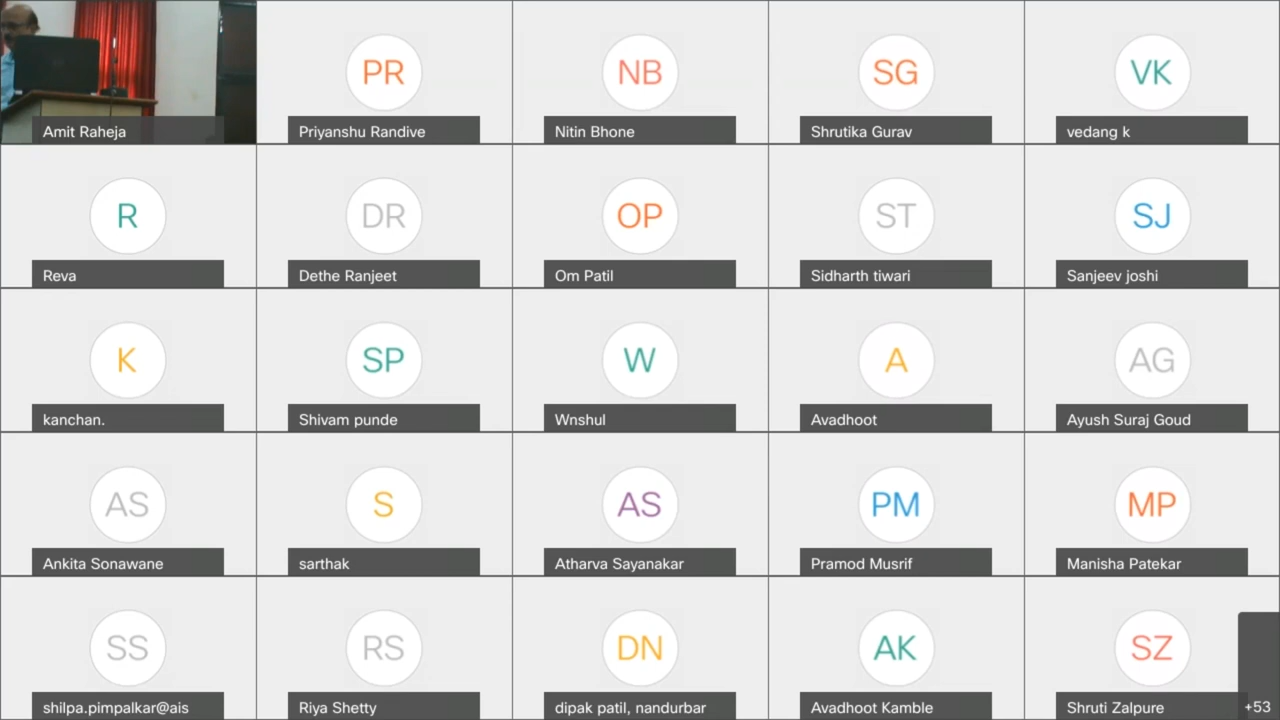 Amit Raheja
PR
Priyanshu Randive
NB
Nitin Bhone
SG
Shrutika Gurav
VK
vedang k
R
Reva
DR
Dethe Ranjeet
OP
Om Patil
ST
Sidharth tiwari
SJ
Sanjeev joshi
K
kanchan.
SP
Shivam punde
W
Wnshul
A
Avadhoot
AG
Ayush Suraj Goud
AS
Ankita Sonawane
S
sarthak
AS
Atharva Sayanakar
PM
Pramod Musrif
MP
Manisha Patekar
SS
shilpa.pimpalkar@ais
RS
Riya Shetty
DN
dipak patil, nandurbar
AK
Avadhoot Kamble
SZ
Shruti Zalpure
+53